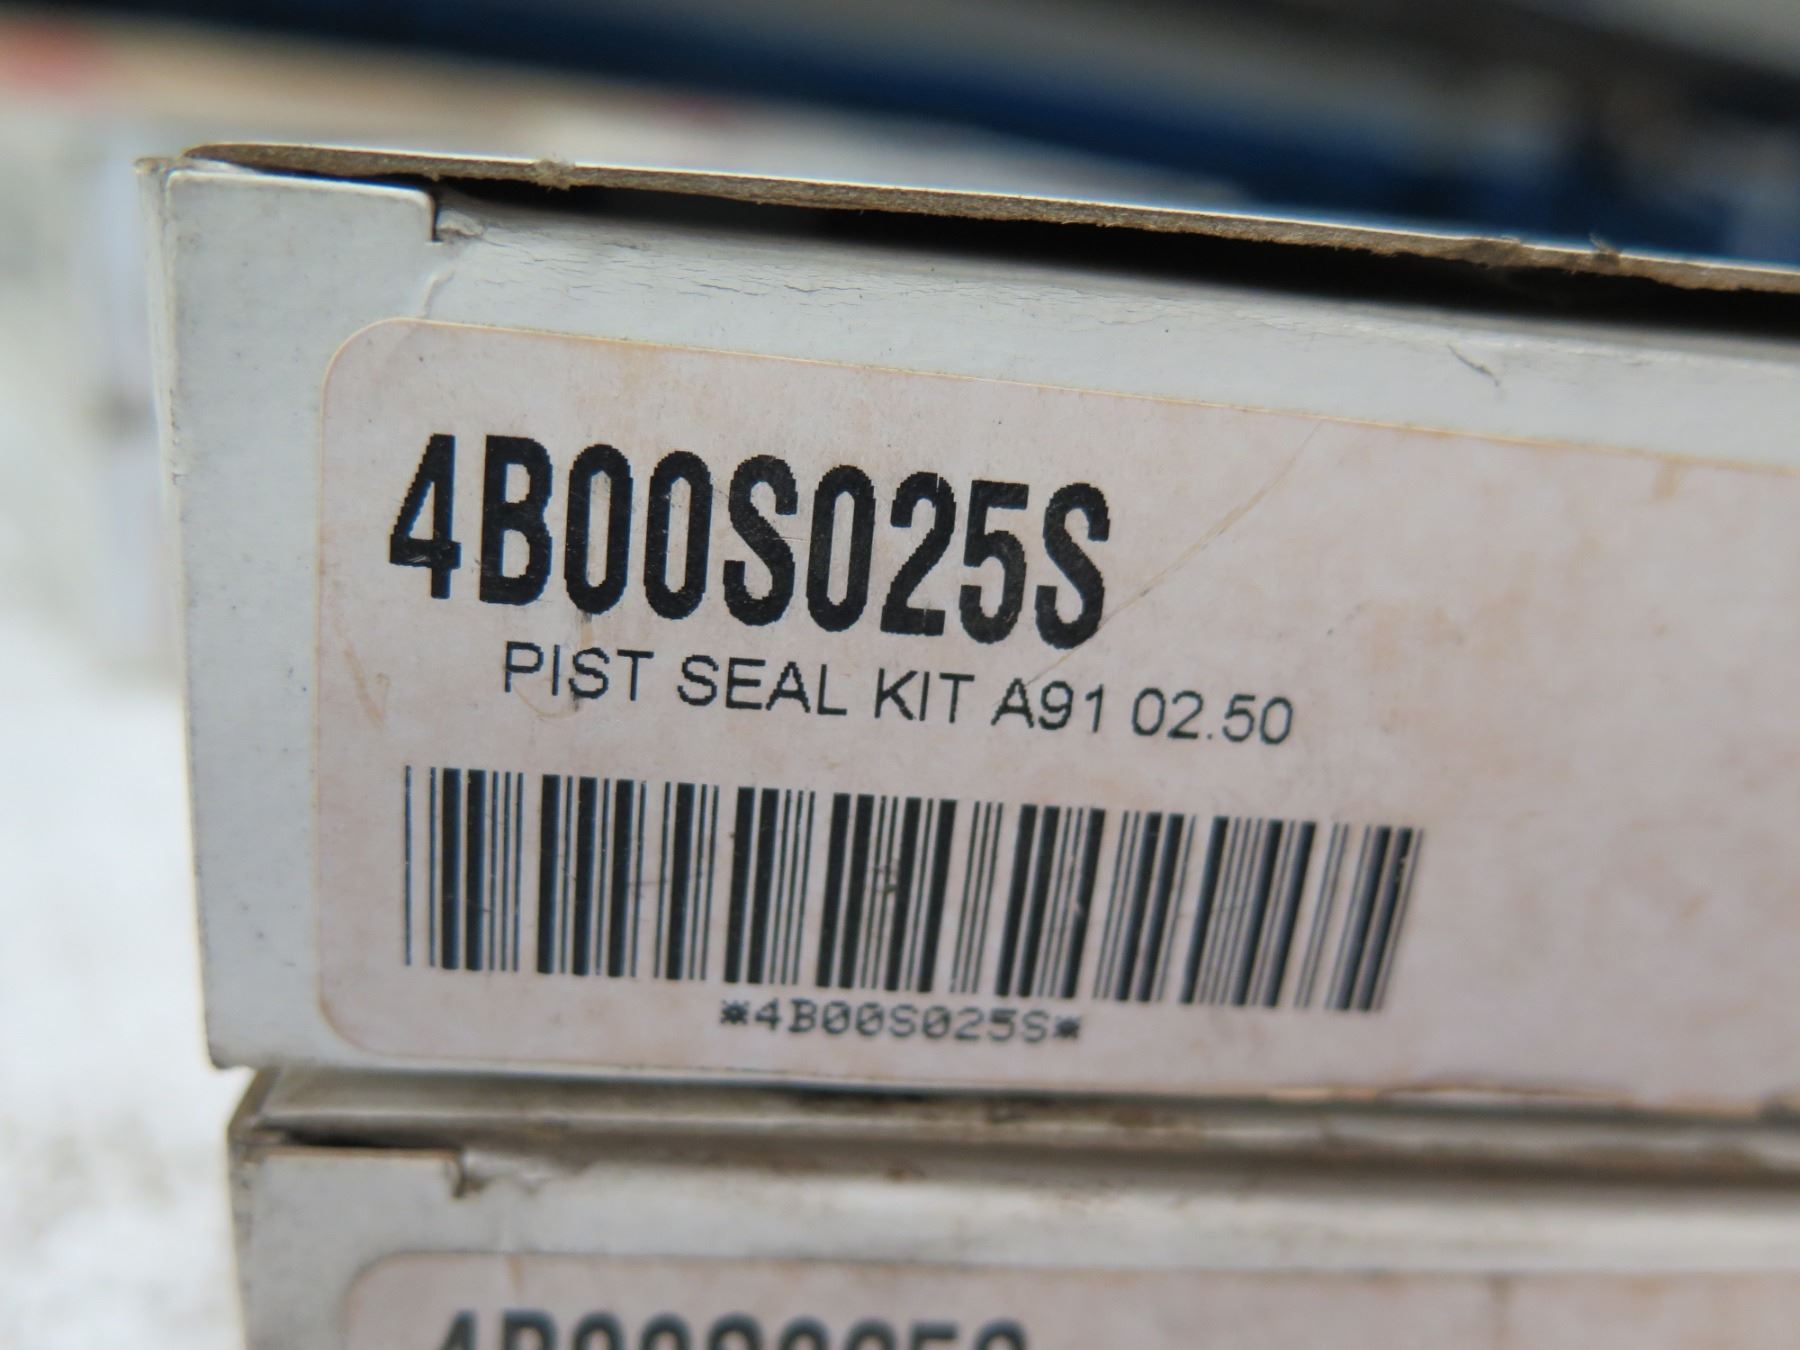 4B00S025S
PIST SEAL KIT A91 02.50
*4B00S025S*